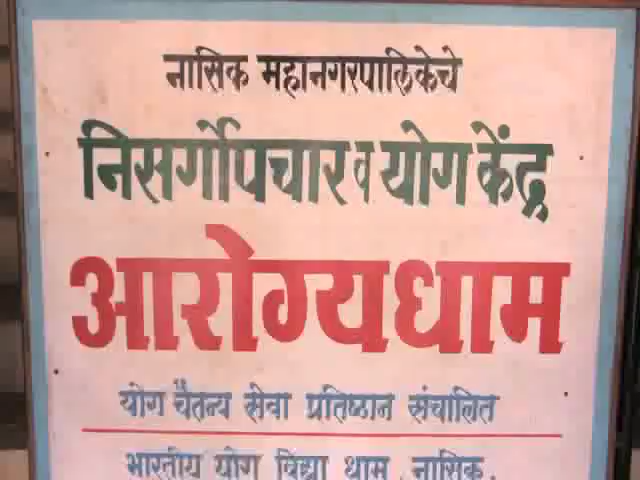 नासिक महानगरपालिकेचे
निसर्गोपचार व योग केंद्र
आरोग्यधाम
योग चैतन्य सेवा प्रतिष्ठान संचालित
भारतीय योग विद्या धाम, नासिक.